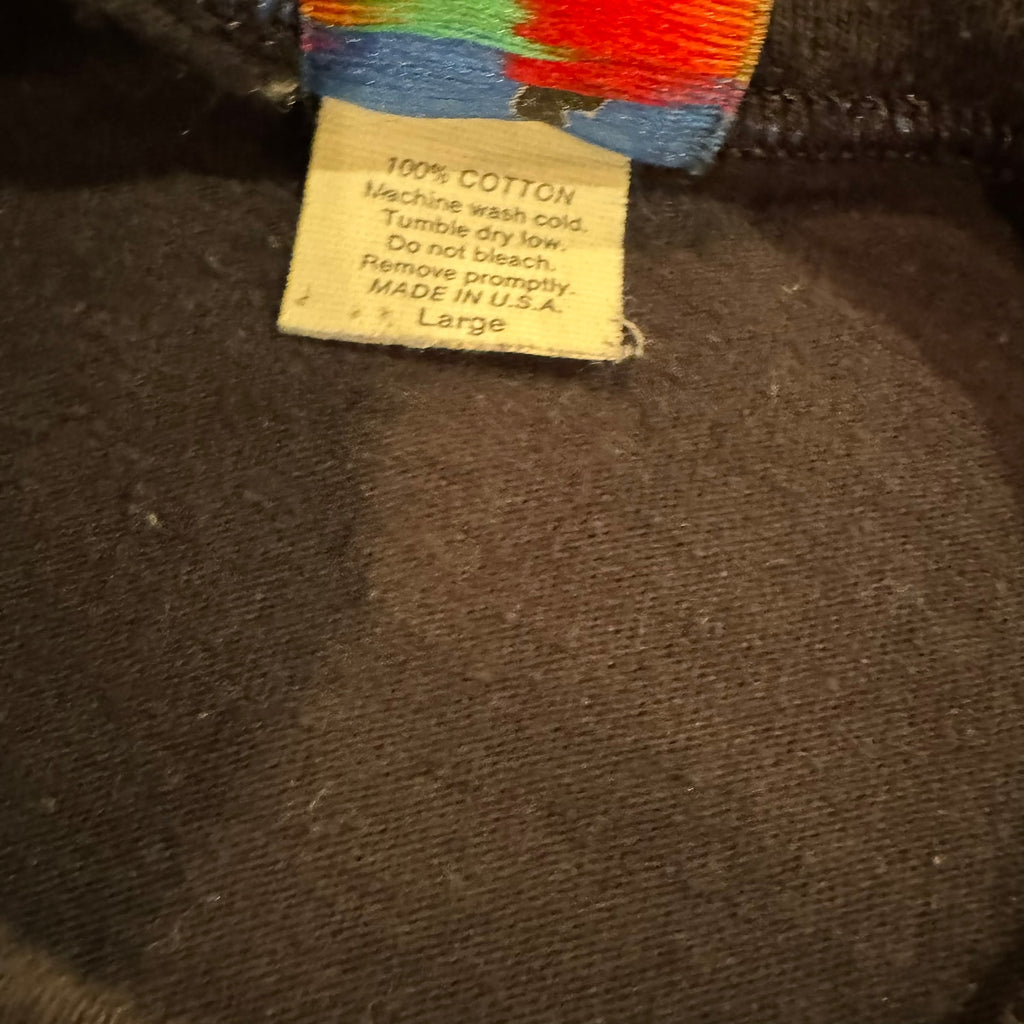 100% COTTON
Machine wash cold.
Tumble dry low.
Do not bleach.
Remove promptly.
MADE IN U.S.A.
Large